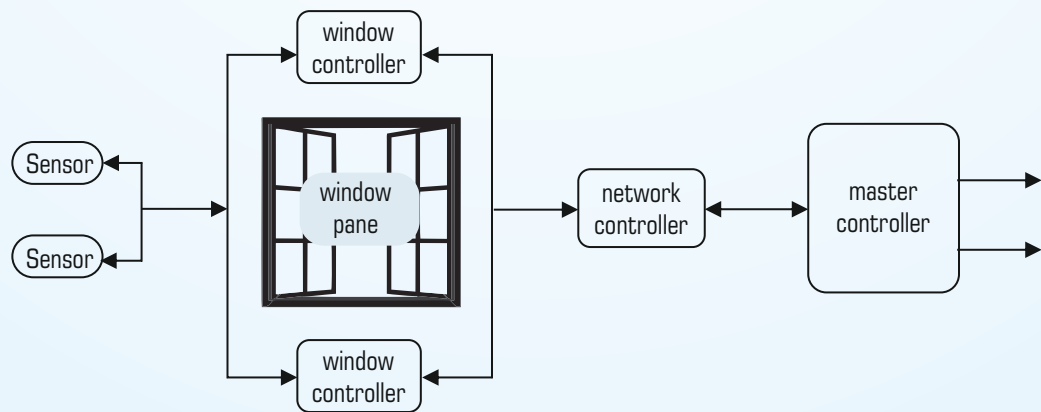 window
controller
Sensor
Sensor
window
pane
network
controller
master
controller
window
controller